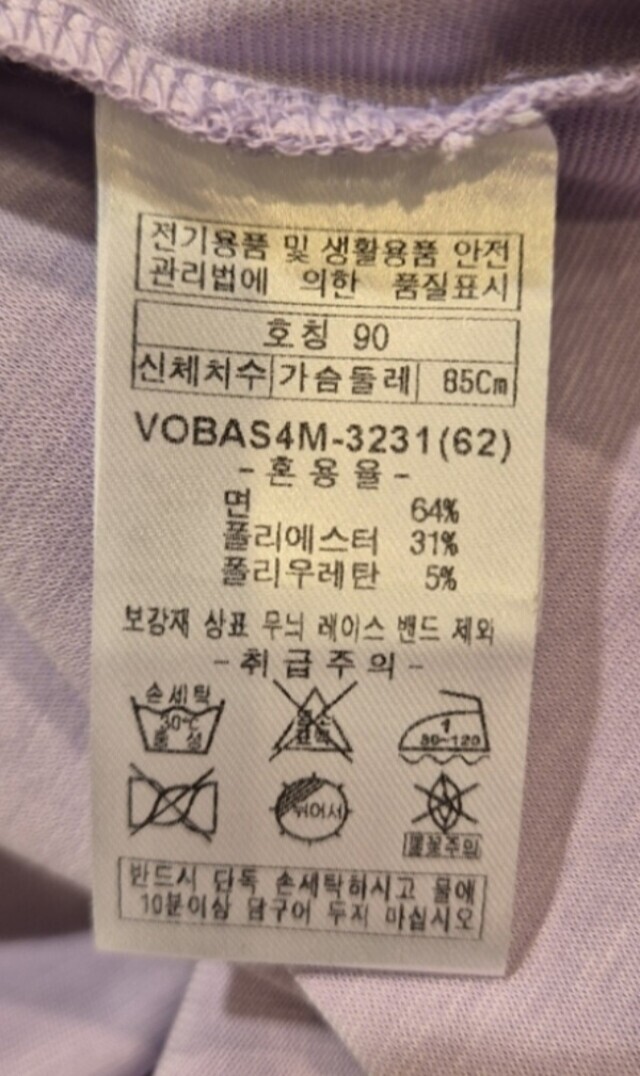 전기용품 및 생활용품 안전
관리법에 의한 품질표시
호칭 90
신체치수 가슴둘레 85Cm
VOBAS4M-3231(62)
-혼용율-
면 64%
폴리에스터 31%
폴리우레탄 5%
보강재 상표 무늬 레이스 밴드 제외
-취급주의-
손세탁
30℃
중성
염소
표백
1
80-120
뉘어서
불꽃주의
반드시 단독 손세탁하시고 물에
10분이상 담구어 두지 마십시오